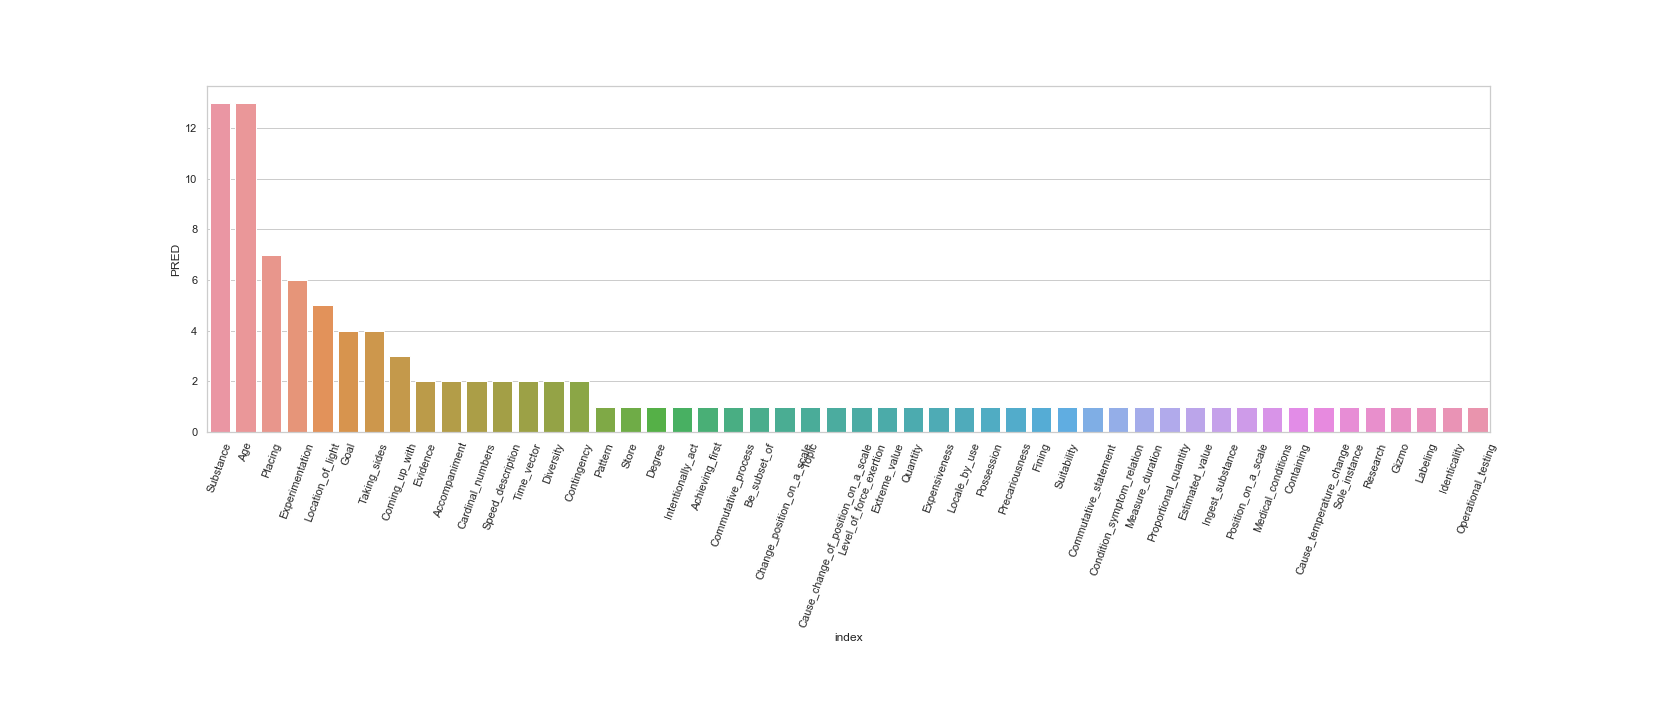 PRED
12
10
8
6
4
2
0
Substance
Age
Placing
Experimentation
Location_of_light
Goal
Taking_sides
Coming_up_with
Evidence
Accompaniment
Cardinal_numbers
Speed_description
Time_vector
Diversity
Contingency
Pattern
Store
Degree
Intentionally_act
Achieving_first
Commutative_process
Be_subset_of
Change_position_on_a_scale
Topic
Cause_change_of_position_on_a_scale
Level_of_force_exertion
Extreme_value
Quantity
Expensiveness
Locale_by_use
Possession
Precariousness
Fining
Suitability
Commutative_statement
Condition_symptom_relation
Measure_duration
Proportional_quantity
Estimated_value
Ingest_substance
Position_on_a_scale
Medical_conditions
Containing
Cause_temperature_change
Sole_instance
Research
Gizmo
Labeling
Identicality
Operational_testing
index